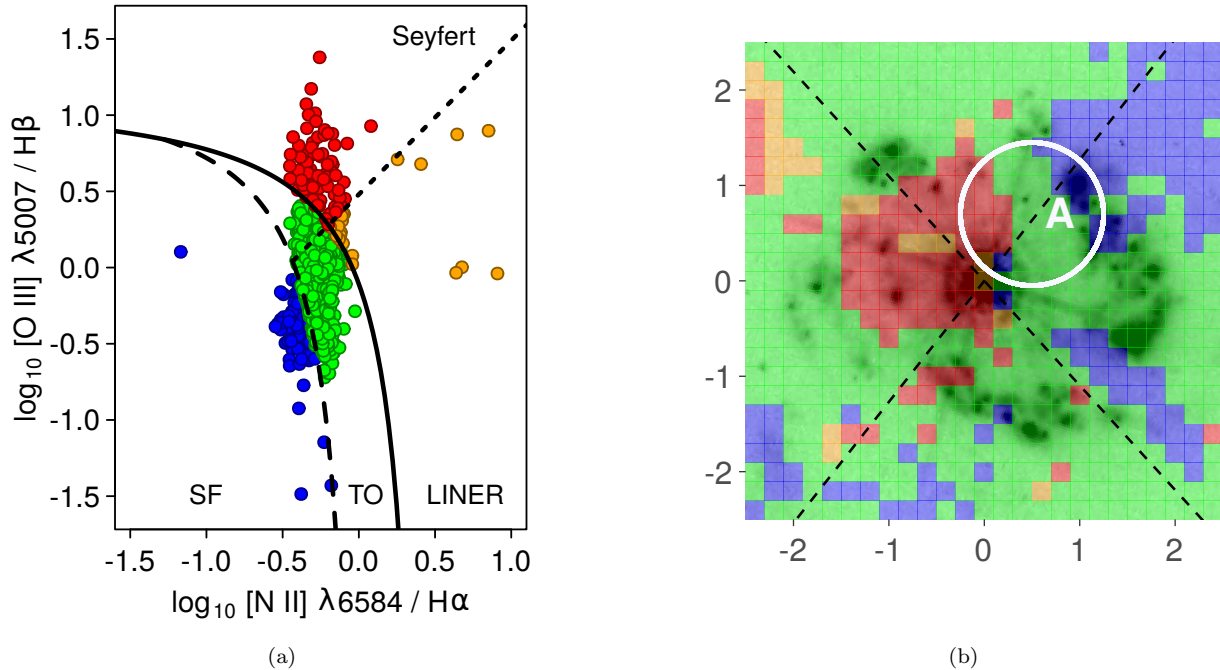 1.5
1.0
0.5
0.0
-0.5
-1.0
-1.5
log₁₀ [O III] λ5007 / Hβ
Seyfert
SF TO LINER
-1.5 -1.0 -0.5 0.0 0.5 1.0
log₁₀ [N II] λ6584 / Hα
(a)
2
1
0
-1
-2
A
-2 -1 0 1 2
(b)